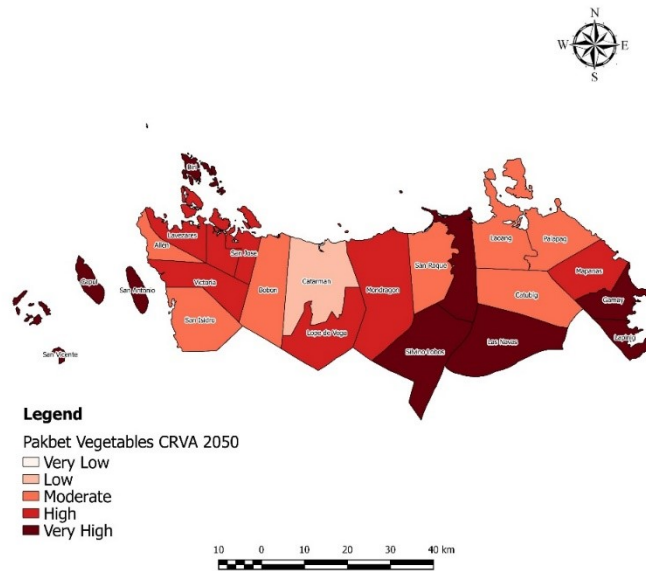 N
W E
S
Biri
Lavezares
Allen
San Jose
Laoang
Palapag
San Roque
Capul
San Antonio
Victoria
Bobon
Catarman
Mondragon
Mapanas
Catubig
Gamay
San Isidro
Lope de Vega
Las Navas
San Vicente
Silvino Lobos
Lapinig
Legend
Pakbet Vegetables CRVA 2050
Very Low
Low
Moderate
High
Very High
10 0 10 20 30 40 km